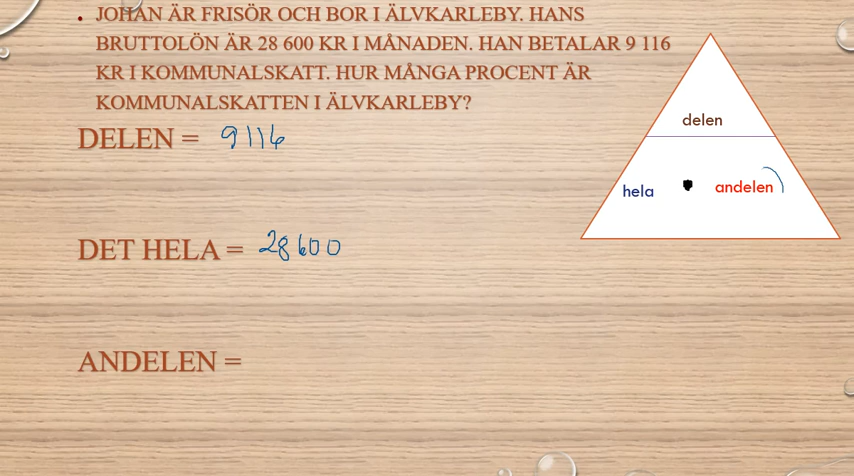 • JOHAN ÄR FRISÖR OCH BOR I ÄLVKARLEBY. HANS
BRUTTOLÖN ÄR 28 600 KR I MÅNADEN. HAN BETALAR 9 116
KR I KOMMUNALSKATT. HUR MÅNGA PROCENT ÄR
KOMMUNALSKATTEN I ÄLVKARLEBY?
delen
DELEN = 9116
hela • andelen
DET HELA = 28600
ANDELEN =